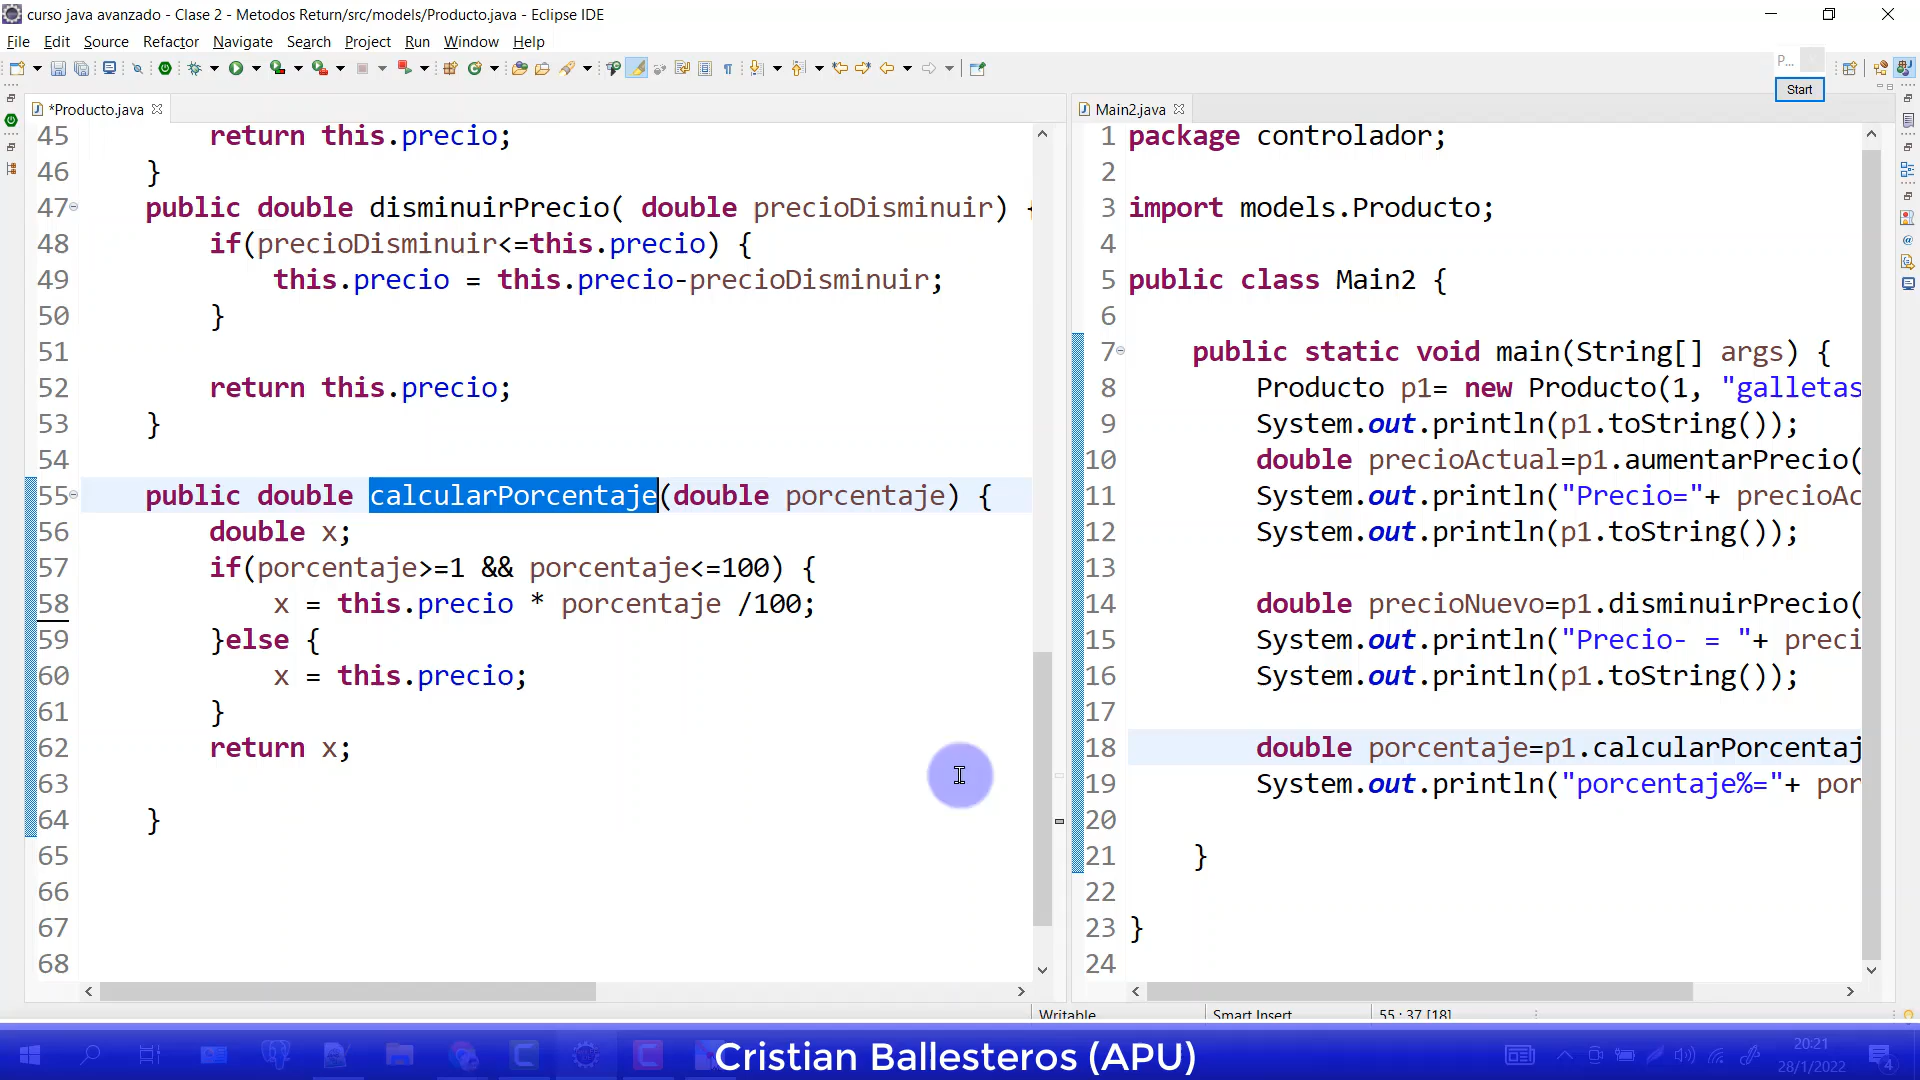 curso java avanzado - Clase 2 - Metodos Return/src/models/Producto.java - Eclipse IDE
File Edit Source Refactor Navigate Search Project Run Window Help
P...
Start
*Producto.java
45 return this.precio;
46 }
47 public double disminuirPrecio( double precioDisminuir) {
48 if(precioDisminuir<=this.precio) {
49 this.precio = this.precio-precioDisminuir;
50 }
51
52 return this.precio;
53 }
54
55 public double calcularPorcentaje(double porcentaje) {
56 double x;
57 if(porcentaje>=1 && porcentaje<=100) {
58 x = this.precio * porcentaje /100;
59 }else {
60 x = this.precio;
61 }
62 return x;
63
64 }
65
66
67
68
Main2.java
1 package controlador;
2
3 import models.Producto;
4
5 public class Main2 {
6
7 public static void main(String[] args) {
8 Producto p1= new Producto(1, "galletas
9 System.out.println(p1.toString());
10 double precioActual=p1.aumentarPrecio(
11 System.out.println("Precio="+ precioAc
12 System.out.println(p1.toString());
13
14 double precioNuevo=p1.disminuirPrecio(
15 System.out.println("Precio- = "+ preci
16 System.out.println(p1.toString());
17
18 double porcentaje=p1.calcularPorcentaj
19 System.out.println("porcentaje%="+ por
20
21 }
22
23 }
24
Writable Smart Insert 55 : 37 [18]
Cristian Ballesteros (APU)
20:21
28/1/2022
4